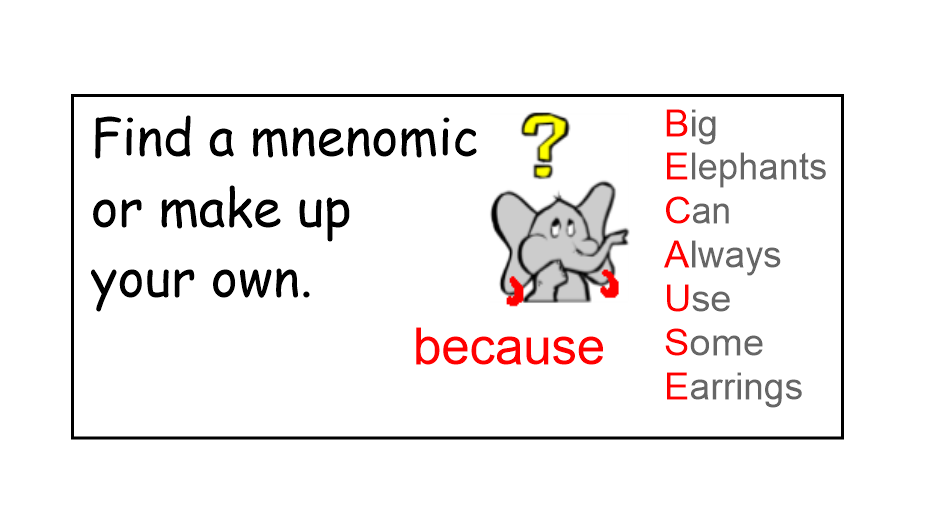 Find a mnenomic
or make up
your own.
?
because
Big
Elephants
Can
Always
Use
Some
Earrings